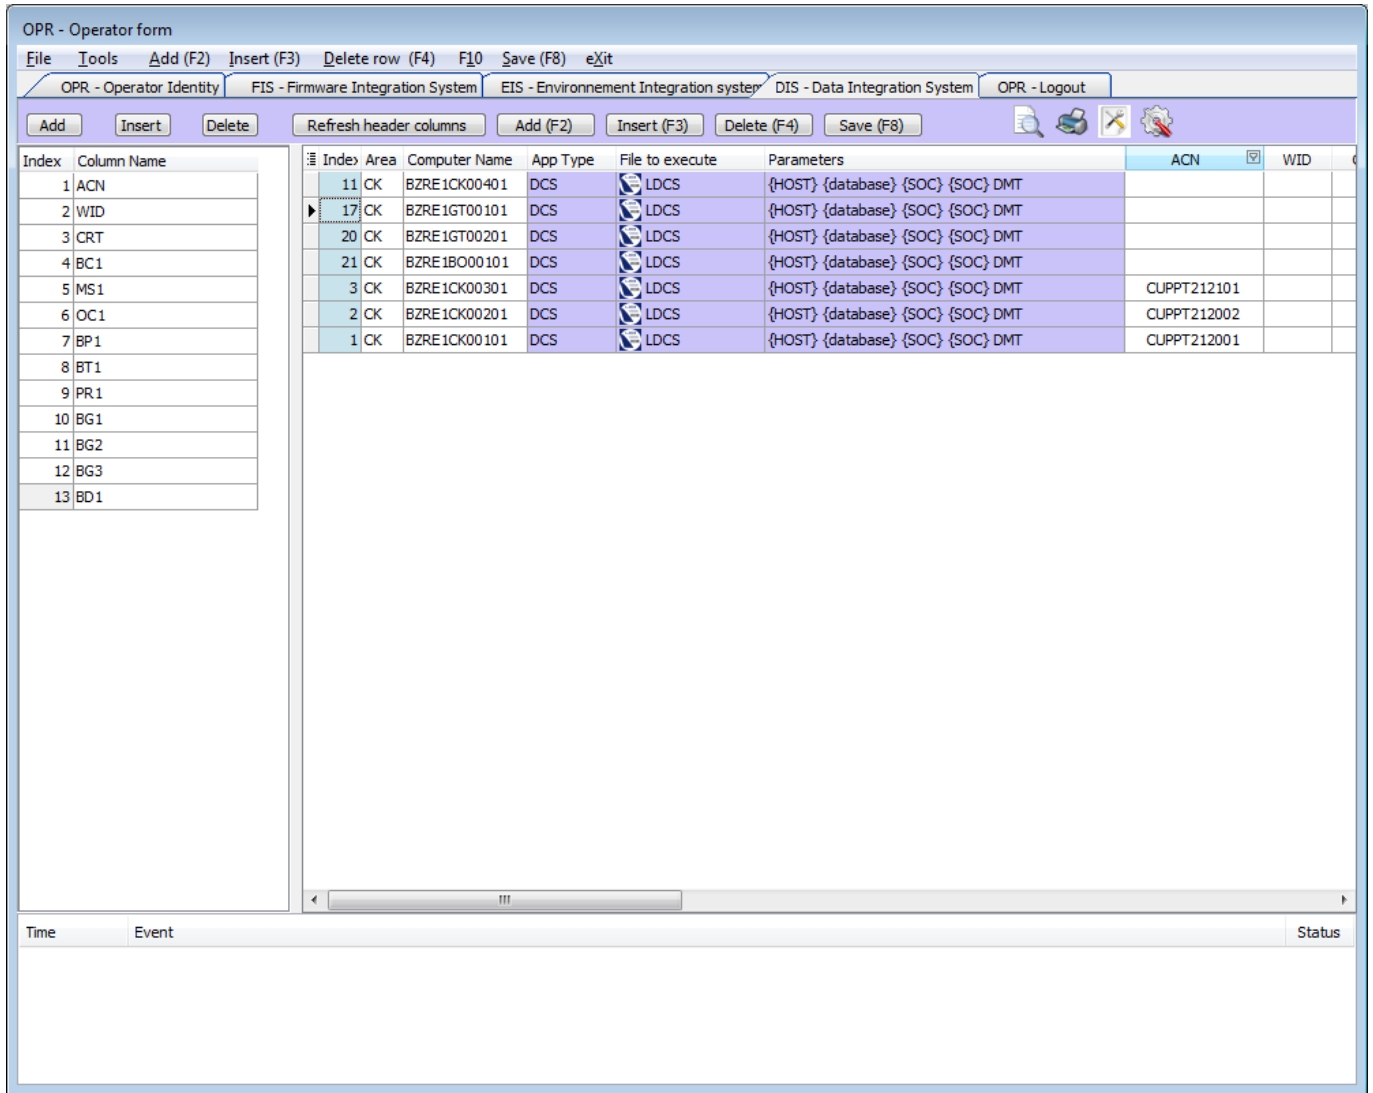 OPR - Operator form
File Tools Add (F2) Insert (F3) Delete row (F4) F10 Save (F8) eXit
OPR - Operator Identity FIS - Firmware Integration System EIS - Environnement Integration system DIS - Data Integration System OPR - Logout
Add Insert Delete Refresh header columns Add (F2) Insert (F3) Delete (F4) Save (F8)
Index Column Name
1 ACN
2 WID
3 CRT
4 BC1
5 MS1
6 OC1
7 BP1
8 BT1
9 PR1
10 BG1
11 BG2
12 BG3
13 BD1
Index Area Computer Name App Type File to execute Parameters ACN WID
11 CK BZRE1CK00401 DCS LDCS {HOST} {database} {SOC} {SOC} DMT
17 CK BZRE1GT00101 DCS LDCS {HOST} {database} {SOC} {SOC} DMT
20 CK BZRE1GT00201 DCS LDCS {HOST} {database} {SOC} {SOC} DMT
21 CK BZRE1BO00101 DCS LDCS {HOST} {database} {SOC} {SOC} DMT
3 CK BZRE1CK00301 DCS LDCS {HOST} {database} {SOC} {SOC} DMT CUPPT212101
2 CK BZRE1CK00201 DCS LDCS {HOST} {database} {SOC} {SOC} DMT CUPPT212002
1 CK BZRE1CK00101 DCS LDCS {HOST} {database} {SOC} {SOC} DMT CUPPT212001
Time Event Status